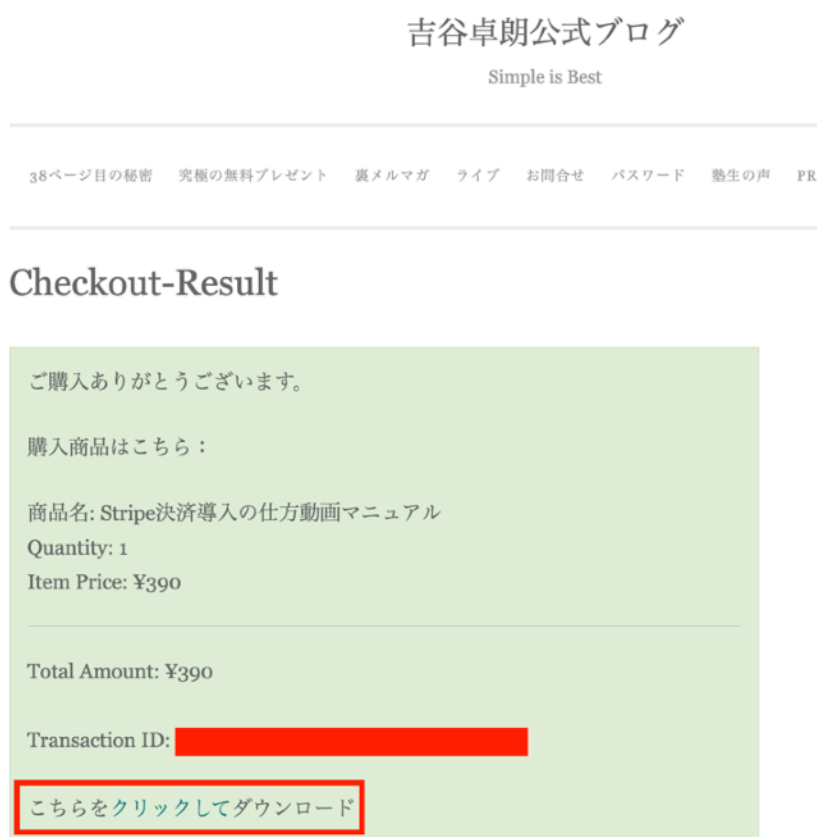 吉谷卓朗公式ブログ
Simple is Best
38ページ目の秘密 究極の無料プレゼント 裏メルマガ ライブ お問合せ パスワード 塾生の声 PR
Checkout-Result
ご購入ありがとうございます。
購入商品はこちら：
商品名: Stripe決済導入の仕方動画マニュアル
Quantity: 1
Item Price: ¥390
Total Amount: ¥390
Transaction ID:
こちらをクリックしてダウンロード